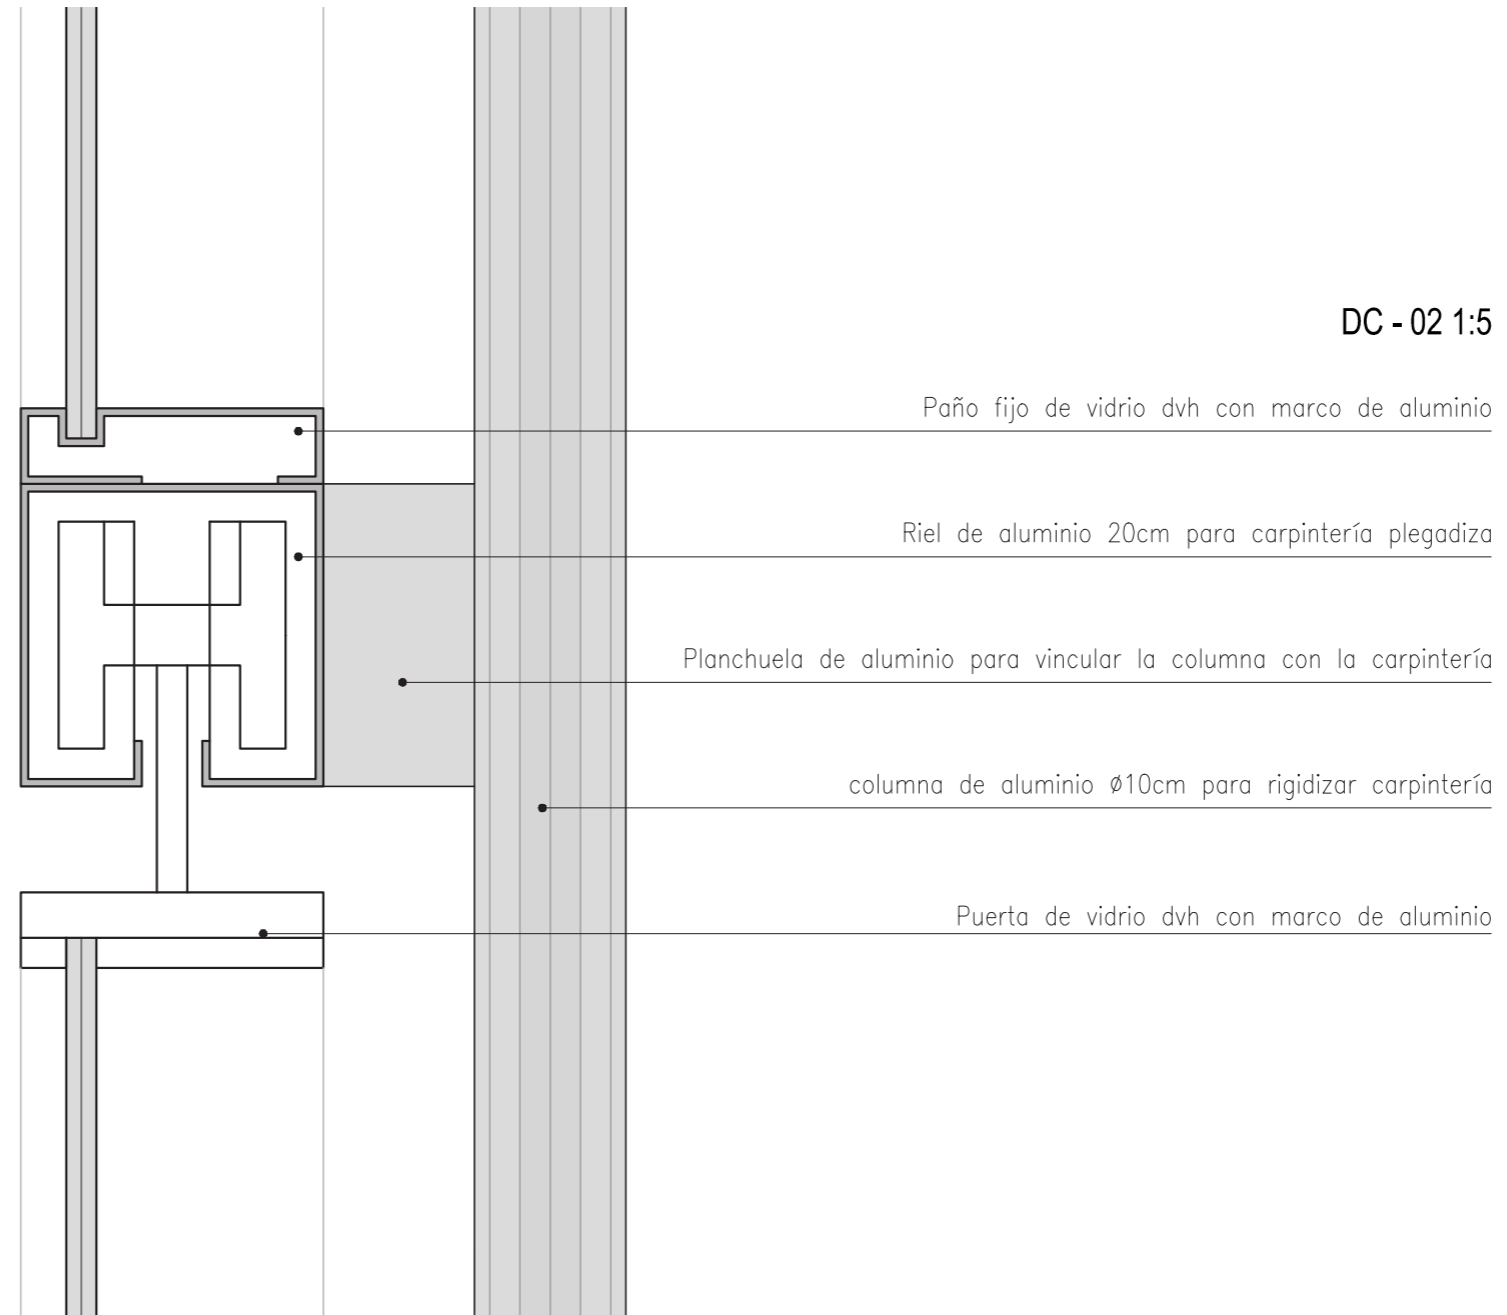 DC - 02 1:5
Paño fijo de vidrio dvh con marco de aluminio
Riel de aluminio 20cm para carpintería plegadiza
Planchuela de aluminio para vincular la columna con la carpintería
columna de aluminio Ø10cm para rigidizar carpintería
Puerta de vidrio dvh con marco de aluminio